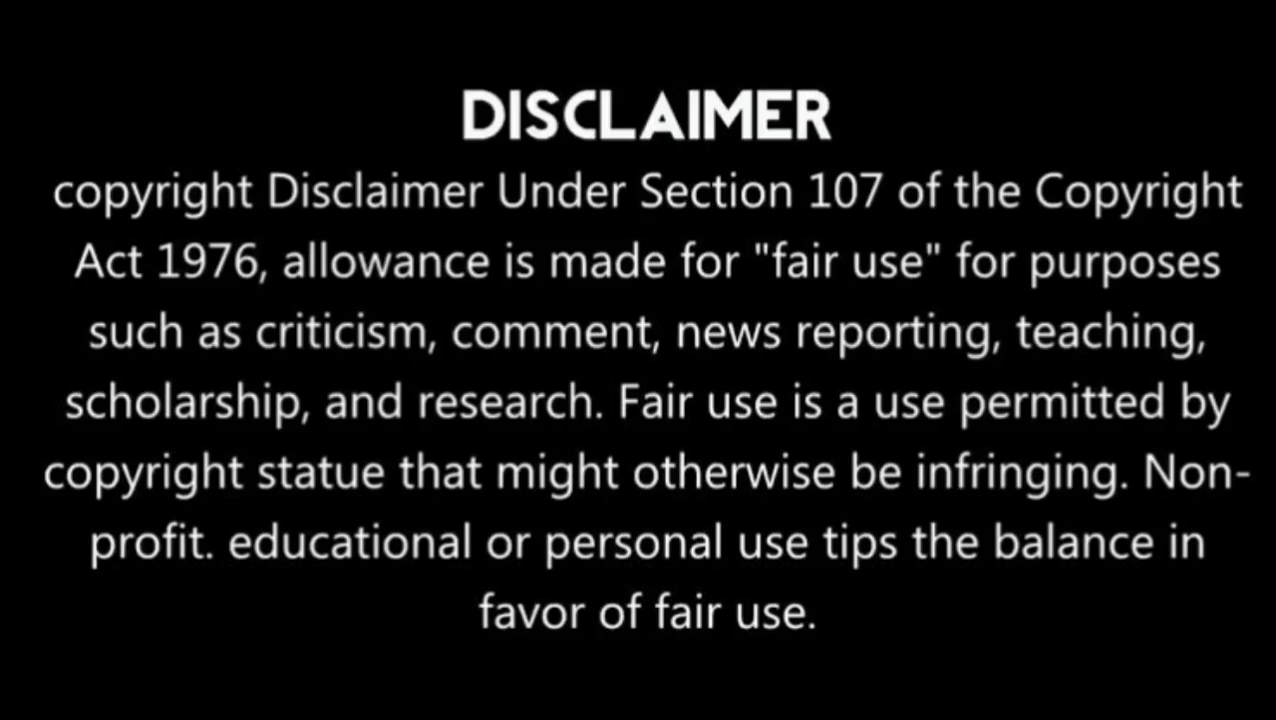 DISCLAIMER
copyright Disclaimer Under Section 107 of the Copyright
Act 1976, allowance is made for "fair use" for purposes
such as criticism, comment, news reporting, teaching,
scholarship, and research. Fair use is a use permitted by
copyright statue that might otherwise be infringing. Non-
profit. educational or personal use tips the balance in
favor of fair use.